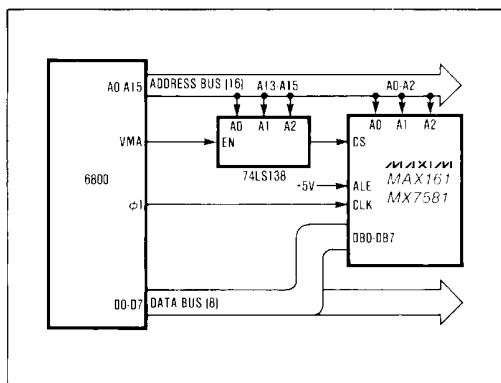 ADDRESS BUS (16)
A0-A15
A13-A15
A0-A2
A0 A1 A2
A0 A1 A2
VMA
EN
CS
74LS138
6800
MAXIM
MAX161
MX7581
+5V
ALE
ϕ1
CLK
DB0-DB7
D0-D7
DATA BUS (8)